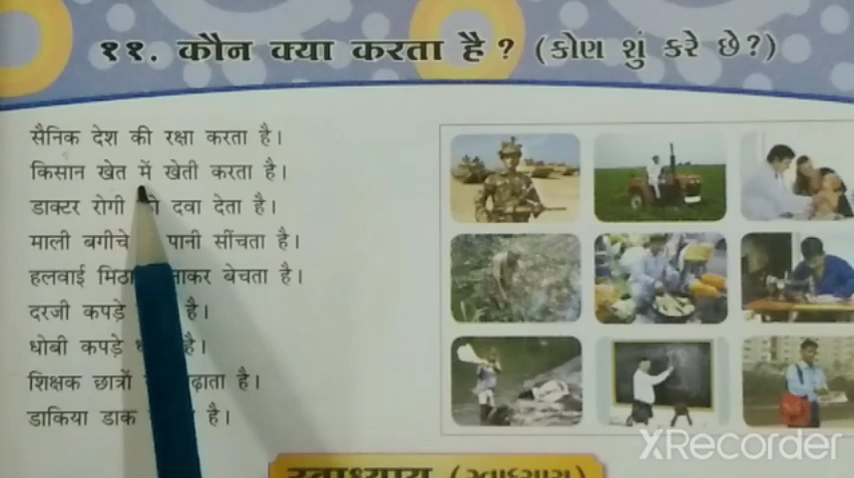 ११. कौन क्या करता है? (કોણ શું કરે છે?)
सैनिक देश की रक्षा करता है।
किसान खेत में खेती करता है।
डाक्टर रोगी दवा देता है।
माली बगीचे पानी सींचता है।
हलवाई बेचता है।
दरजी कपड़े है।
धोबी कपड़े है।
शिक्षक छात्रों है।
डाकिया डाक है।
XRecorder